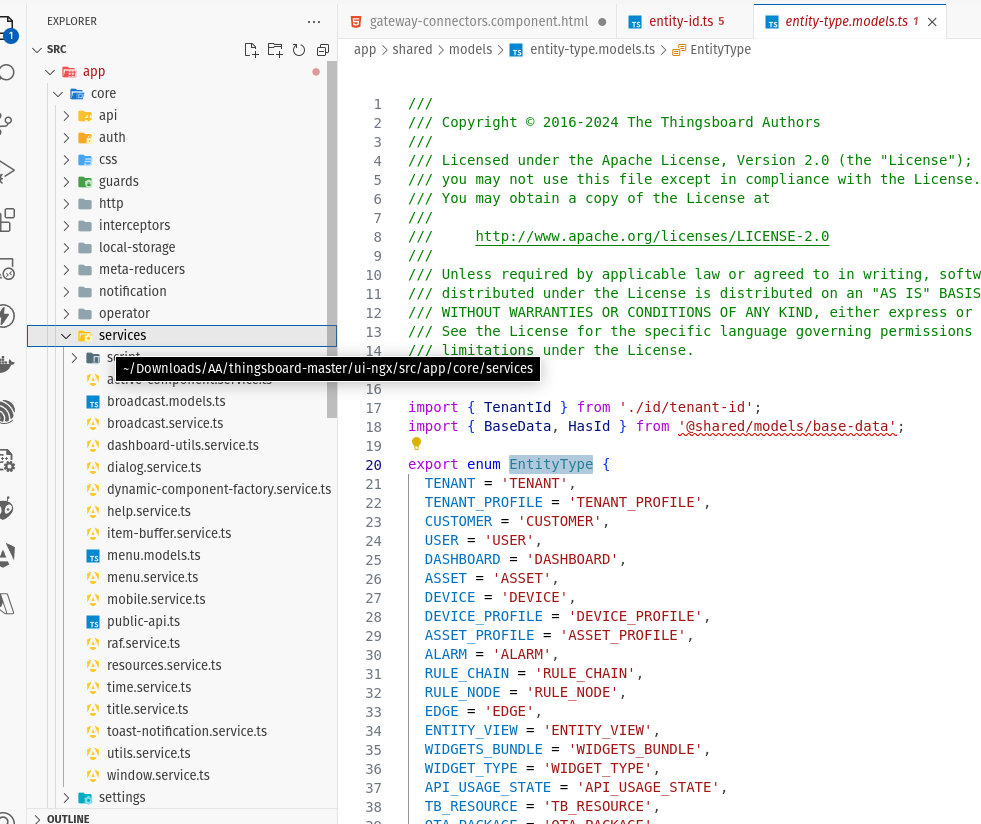 EXPLORER
SRC
app
core
api
auth
css
guards
http
interceptors
local-storage
meta-reducers
notification
operator
services
~/Downloads/AA/thingsboard-master/ui-ngx/src/app/core/services
broadcast.models.ts
broadcast.service.ts
dashboard-utils.service.ts
dialog.service.ts
dynamic-component-factory.service.ts
help.service.ts
item-buffer.service.ts
menu.models.ts
menu.service.ts
mobile.service.ts
public-api.ts
raf.service.ts
resources.service.ts
time.service.ts
title.service.ts
toast-notification.service.ts
utils.service.ts
window.service.ts
settings
OUTLINE
1
gateway-connectors.component.html
entity-id.ts 5
entity-type.models.ts 1
app > shared > models > entity-type.models.ts > EntityType
1 ///
2 /// Copyright © 2016-2024 The Thingsboard Authors
3 ///
4 /// Licensed under the Apache License, Version 2.0 (the "License");
5 /// you may not use this file except in compliance with the License.
6 /// You may obtain a copy of the License at
7 ///
8 /// http://www.apache.org/licenses/LICENSE-2.0
9 ///
10 /// Unless required by applicable law or agreed to in writing, softw
11 /// distributed under the License is distributed on an "AS IS" BASIS
12 /// WITHOUT WARRANTIES OR CONDITIONS OF ANY KIND, either express or
13 /// See the License for the specific language governing permissions
14 /// limitations under the License.
16
17 import { TenantId } from './id/tenant-id';
18 import { BaseData, HasId } from '@shared/models/base-data';
19
20 export enum EntityType {
21 TENANT = 'TENANT',
22 TENANT_PROFILE = 'TENANT_PROFILE',
23 CUSTOMER = 'CUSTOMER',
24 USER = 'USER',
25 DASHBOARD = 'DASHBOARD',
26 ASSET = 'ASSET',
27 DEVICE = 'DEVICE',
28 DEVICE_PROFILE = 'DEVICE_PROFILE',
29 ASSET_PROFILE = 'ASSET_PROFILE',
30 ALARM = 'ALARM',
31 RULE_CHAIN = 'RULE_CHAIN',
32 RULE_NODE = 'RULE_NODE',
33 EDGE = 'EDGE',
34 ENTITY_VIEW = 'ENTITY_VIEW',
35 WIDGETS_BUNDLE = 'WIDGETS_BUNDLE',
36 WIDGET_TYPE = 'WIDGET_TYPE',
37 API_USAGE_STATE = 'API_USAGE_STATE',
38 TB_RESOURCE = 'TB_RESOURCE',